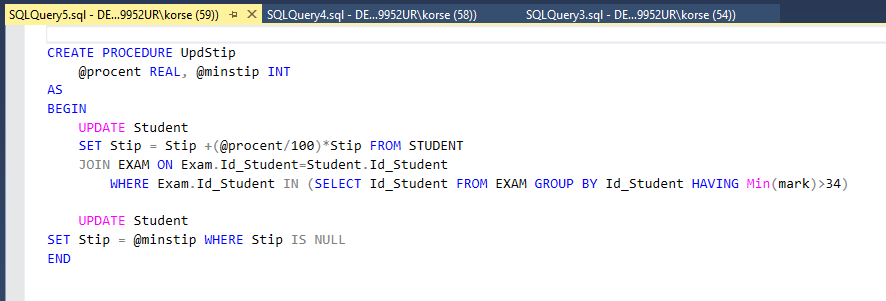 SQLQuery5.sql - DE...9952UR\korse (59)) SQLQuery4.sql - DE...9952UR\korse (58)) SQLQuery3.sql - DE...9952UR\korse (54))
CREATE PROCEDURE UpdStip
@procent REAL, @minstip INT
AS
BEGIN
UPDATE Student
SET Stip = Stip +(@procent/100)*Stip FROM STUDENT
JOIN EXAM ON Exam.Id_Student=Student.Id_Student
WHERE Exam.Id_Student IN (SELECT Id_Student FROM EXAM GROUP BY Id_Student HAVING Min(mark)>34)
UPDATE Student
SET Stip = @minstip WHERE Stip IS NULL
END